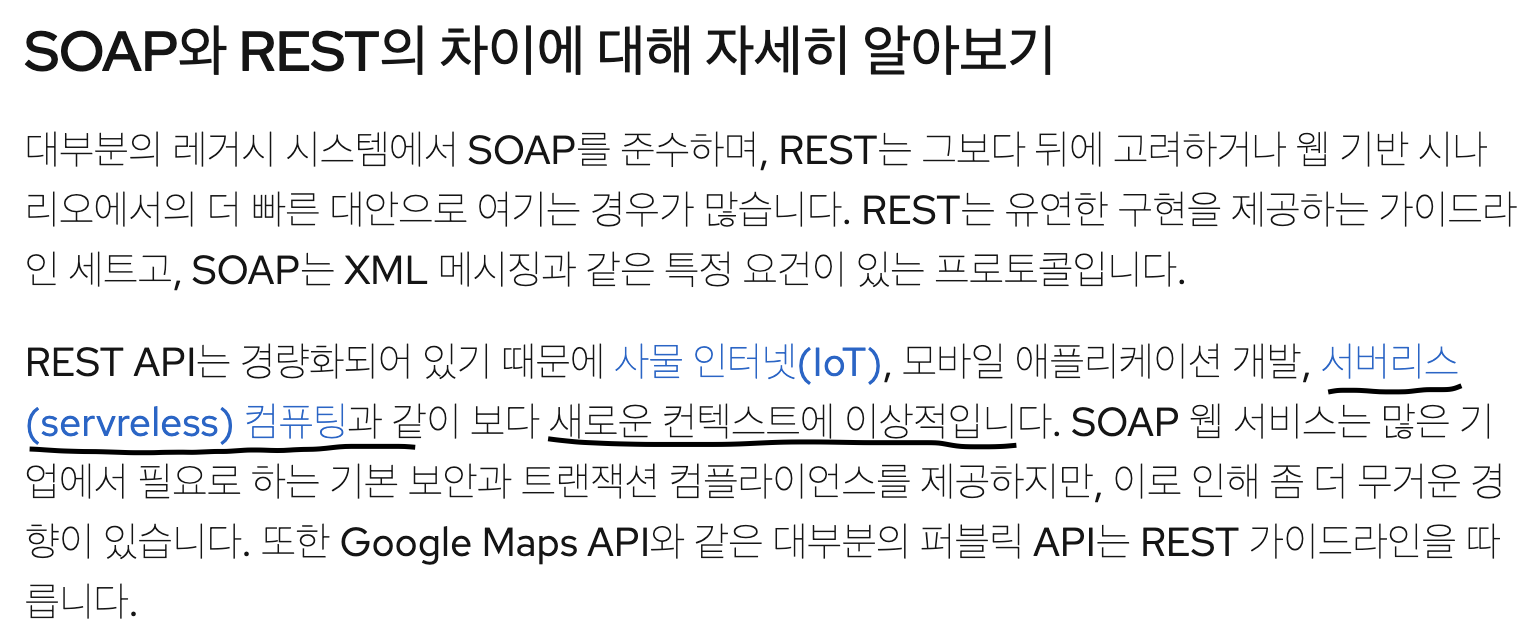 SOAP와 REST의 차이에 대해 자세히 알아보기
대부분의 레거시 시스템에서 SOAP를 준수하며, REST는 그보다 뒤에 고려하거나 웹 기반 시나
리오에서의 더 빠른 대안으로 여기는 경우가 많습니다. REST는 유연한 구현을 제공하는 가이드라
인 세트고, SOAP는 XML 메시징과 같은 특정 요건이 있는 프로토콜입니다.
REST API는 경량화되어 있기 때문에 사물 인터넷(IoT), 모바일 애플리케이션 개발, 서버리스
(servreless) 컴퓨팅과 같이 보다 새로운 컨텍스트에 이상적입니다. SOAP 웹 서비스는 많은 기
업에서 필요로 하는 기본 보안과 트랜잭션 컴플라이언스를 제공하지만, 이로 인해 좀 더 무거운 경
향이 있습니다. 또한 Google Maps API와 같은 대부분의 퍼블릭 API는 REST 가이드라인을 따
릅니다.